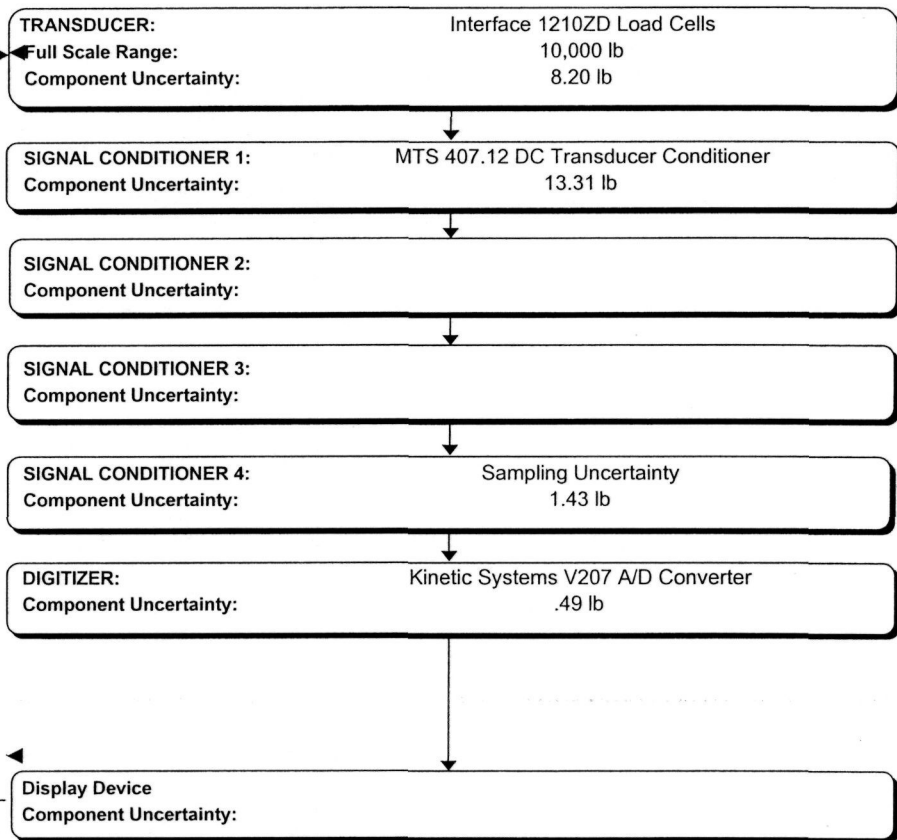 TRANSDUCER: Interface 1210ZD Load Cells
Full Scale Range: 10,000 lb
Component Uncertainty: 8.20 lb
SIGNAL CONDITIONER 1: MTS 407.12 DC Transducer Conditioner
Component Uncertainty: 13.31 lb
SIGNAL CONDITIONER 2:
Component Uncertainty:
SIGNAL CONDITIONER 3:
Component Uncertainty:
SIGNAL CONDITIONER 4: Sampling Uncertainty
Component Uncertainty: 1.43 lb
DIGITIZER: Kinetic Systems V207 A/D Converter
Component Uncertainty: .49 lb
Display Device
Component Uncertainty: